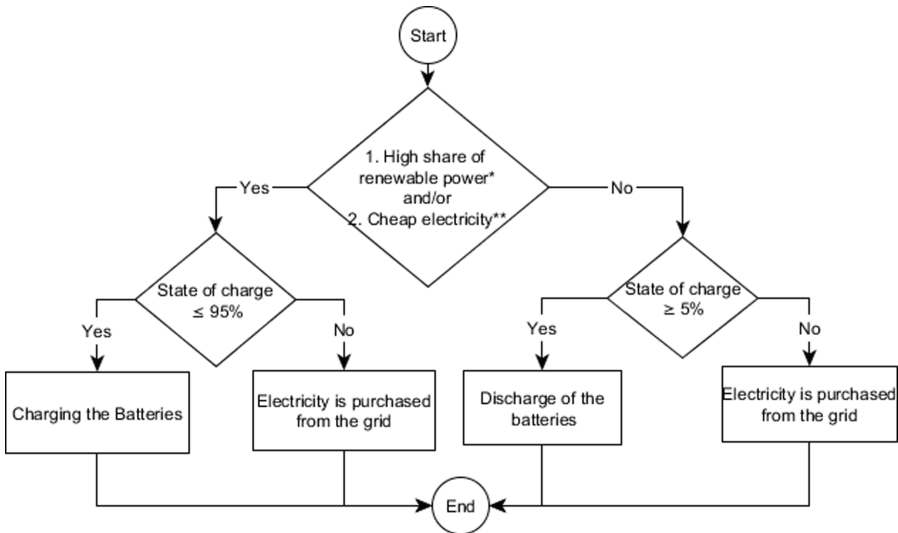 Start
1. High share of
renewable power*
and/or
2. Cheap electricity**
Yes
No
State of charge
≤ 95%
State of charge
≥ 5%
Yes
No
Yes
No
Charging the Batteries
Electricity is purchased
from the grid
Discharge of the
batteries
Electricity is purchased
from the grid
End